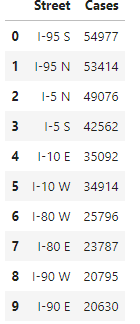 Street Cases
0 I-95 S 54977
1 I-95 N 53414
2 I-5 N 49076
3 I-5 S 42562
4 I-10 E 35092
5 I-10 W 34914
6 I-80 W 25796
7 I-80 E 23787
8 I-90 W 20795
9 I-90 E 20630